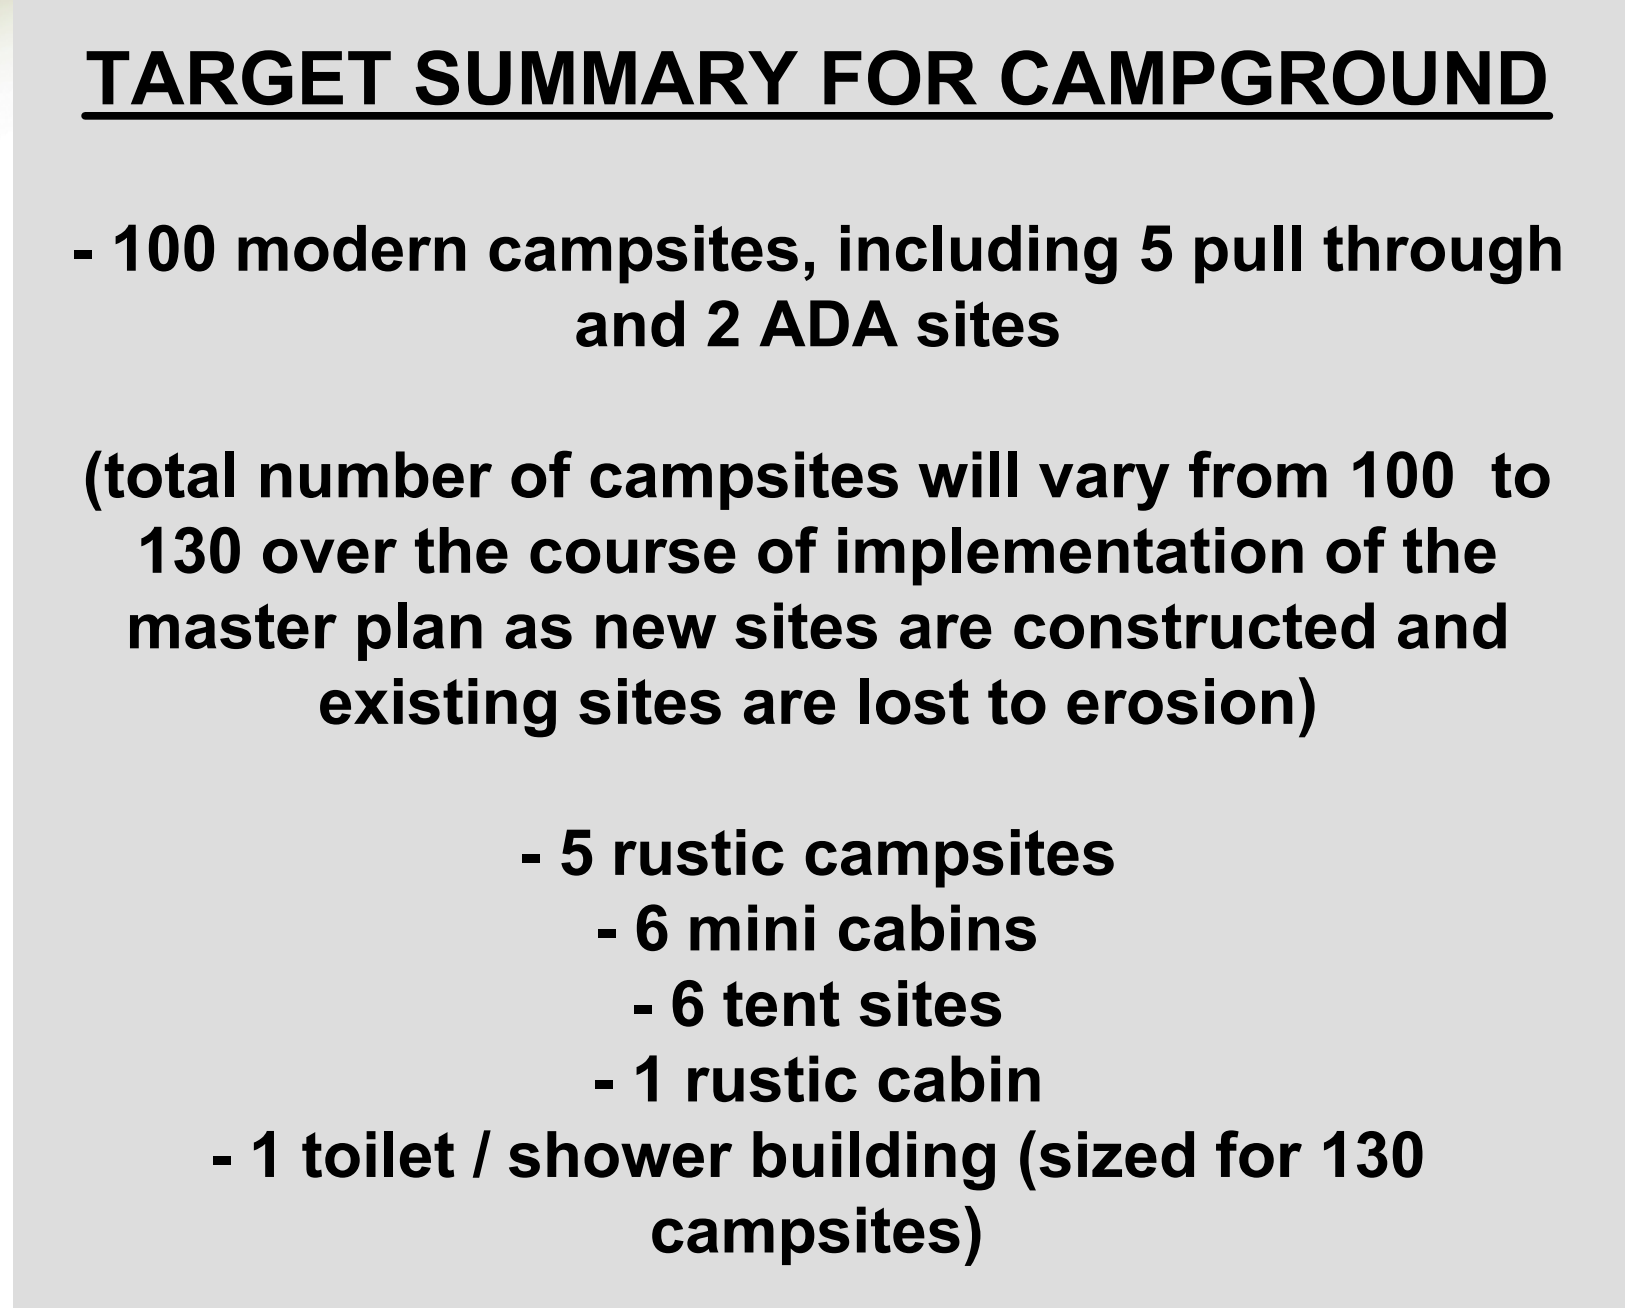 TARGET SUMMARY FOR CAMPGROUND
- 100 modern campsites, including 5 pull through
and 2 ADA sites
(total number of campsites will vary from 100  to
130 over the course of implementation of the
master plan as new sites are constructed and
existing sites are lost to erosion)
- 5 rustic campsites
- 6 mini cabins
- 6 tent sites
- 1 rustic cabin
- 1 toilet / shower building (sized for 130
campsites)